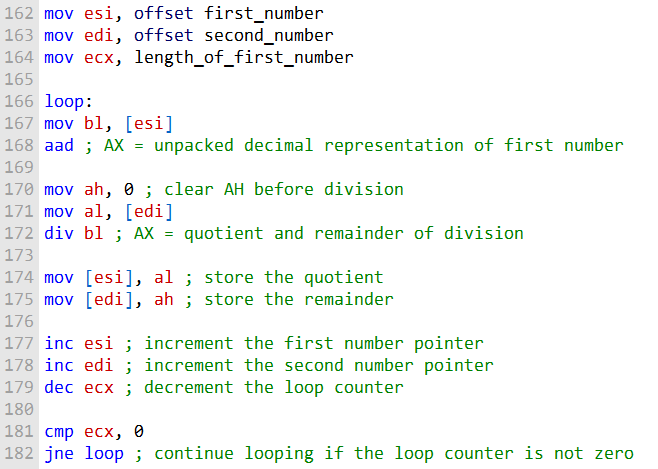 162 mov esi, offset first_number
163 mov edi, offset second_number
164 mov ecx, length_of_first_number
165
166 loop:
167 mov bl, [esi]
168 aad ; AX = unpacked decimal representation of first number
169
170 mov ah, 0 ; clear AH before division
171 mov al, [edi]
172 div bl ; AX = quotient and remainder of division
173
174 mov [esi], al ; store the quotient
175 mov [edi], ah ; store the remainder
176
177 inc esi ; increment the first number pointer
178 inc edi ; increment the second number pointer
179 dec ecx ; decrement the loop counter
180
181 cmp ecx, 0
182 jne loop ; continue looping if the loop counter is not zero